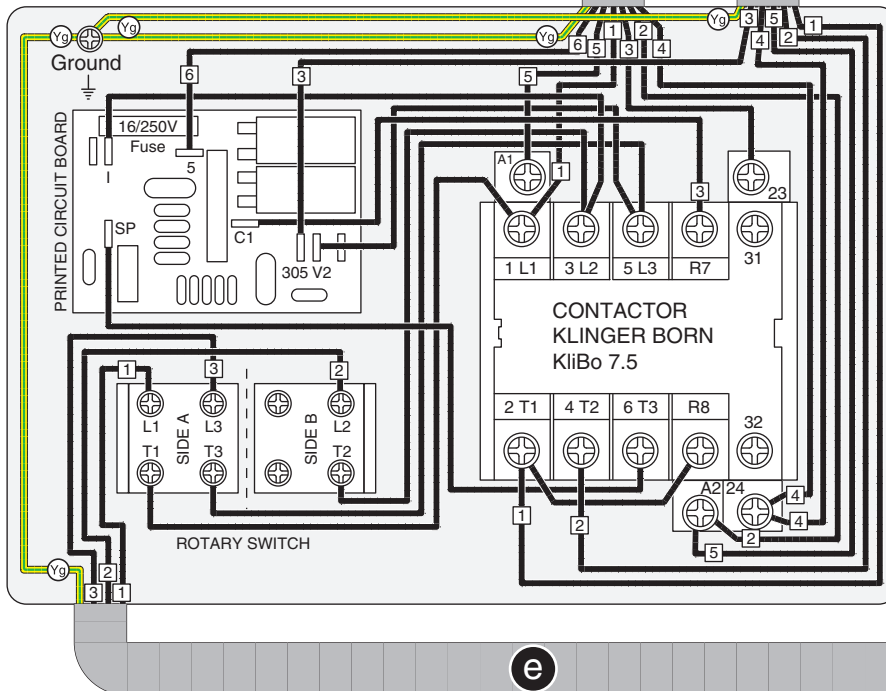 3 5 1
1 2
6 5 3 4
4 2
Yg Yg Yg Yg
Ground
6
3
5
16/250V
Fuse
PRINTED CIRCUIT BOARD
I
5
SP
C1
305 V2
A1
1
3
23
1 L1
3 L2
5 L3
R7
31
CONTACTOR
KLINGER BORN
KliBo 7.5
2 T1
4 T2
6 T3
R8
32
A2 24
4
4
1
2
5
2
1
3
2
L1
L3
L2
SIDE A
SIDE B
T1
T3
T2
ROTARY SWITCH
Yg
2
3
1
e